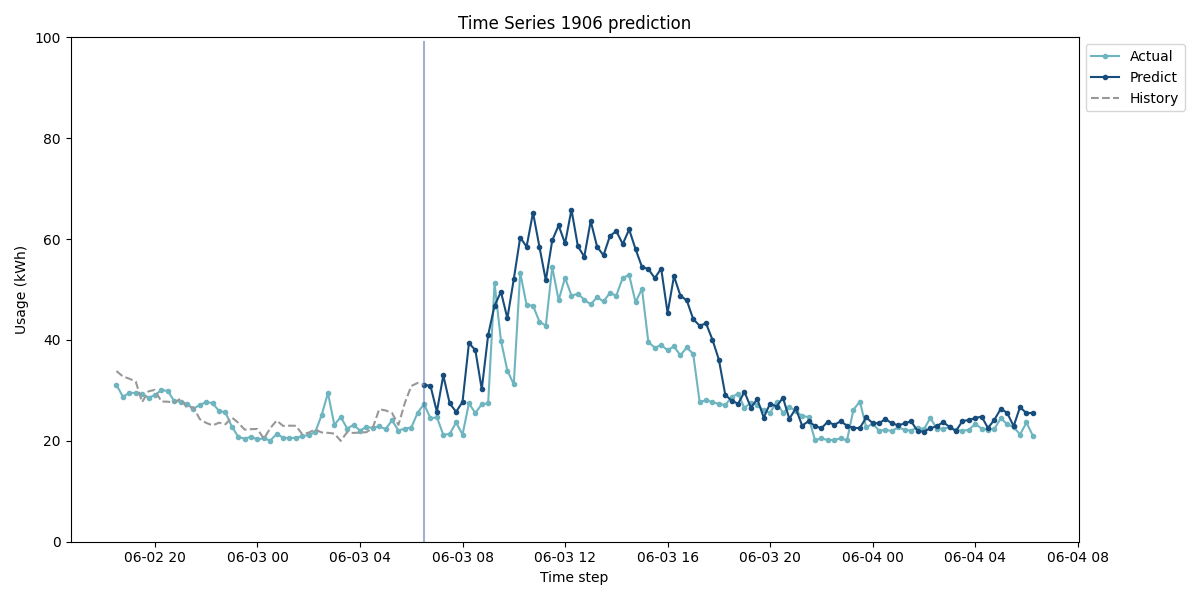 Time Series 1906 prediction
100
80
60
40
20
0
Usage (kWh)
06-02 20 06-03 00 06-03 04 06-03 08 06-03 12 06-03 16 06-03 20 06-04 00 06-04 04 06-04 08
Time step
Actual
Predict
History